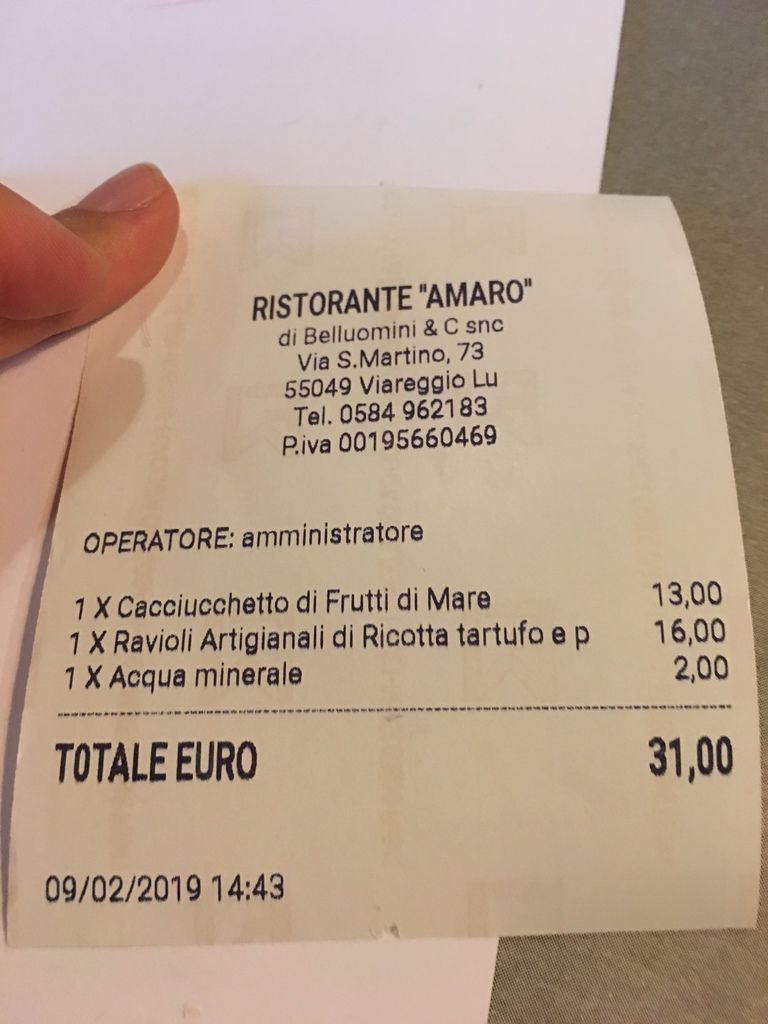 RISTORANTE "AMARO"
di Belluomini & C snc
Via S.Martino, 73
55049 Viareggio Lu
Tel. 0584 962183
P.iva 00195660469
OPERATORE: amministratore
1 X Cacciucchetto di Frutti di Mare 13,00
1 X Ravioli Artigianali di Ricotta tartufo e p 16,00
1 X Acqua minerale 2,00
TOTALE EURO 31,00
09/02/2019 14:43